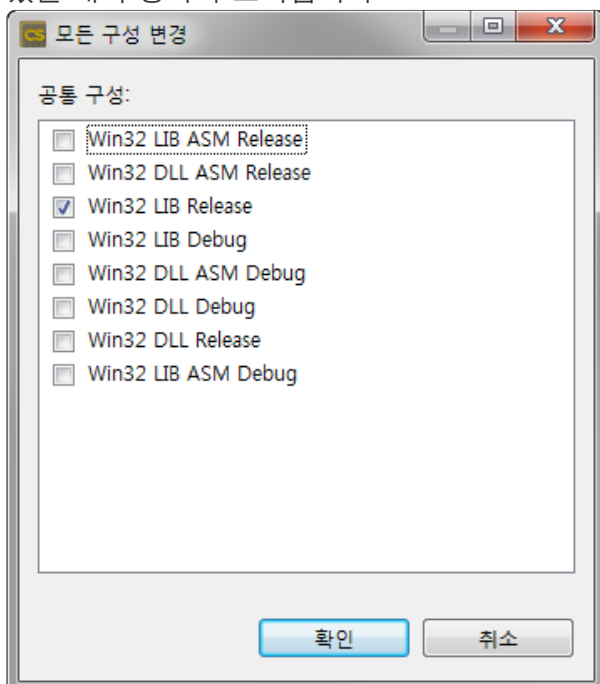 CS 모든 구성 변경
공통 구성:
Win32 LIB ASM Release
Win32 DLL ASM Release
Win32 LIB Release
Win32 LIB Debug
Win32 DLL ASM Debug
Win32 DLL Debug
Win32 DLL Release
Win32 LIB ASM Debug
확인 취소